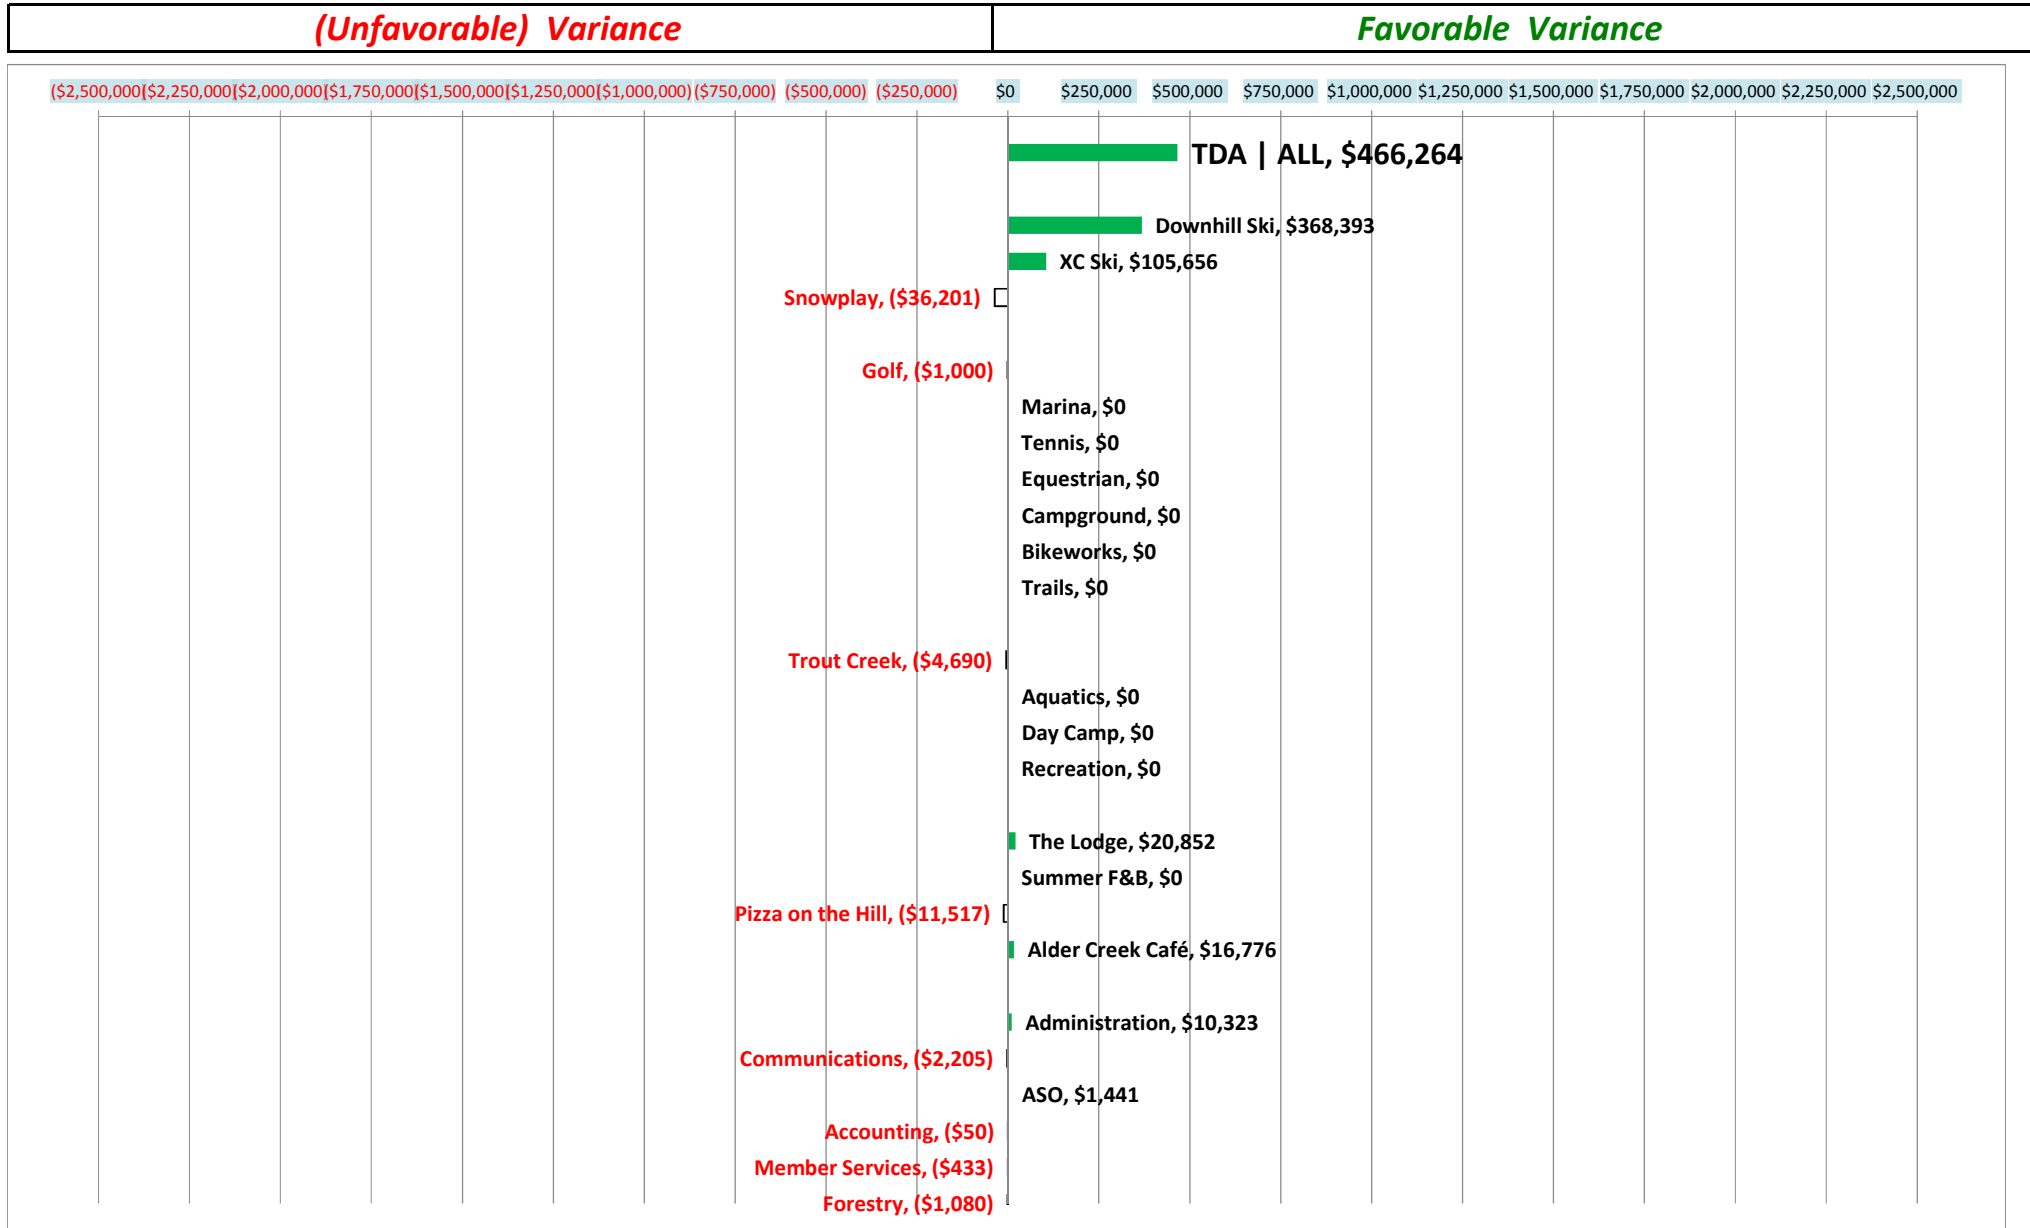 (Unfavorable) Variance
Favorable Variance
($2,500,000) ($2,250,000) ($2,000,000) ($1,750,000) ($1,500,000) ($1,250,000) ($1,000,000) ($750,000) ($500,000) ($250,000) $0 $250,000 $500,000 $750,000 $1,000,000 $1,250,000 $1,500,000 $1,750,000 $2,000,000 $2,250,000 $2,500,000
TDA | ALL, $466,264
Downhill Ski, $368,393
XC Ski, $105,656
Snowplay, ($36,201)
Golf, ($1,000)
Marina, $0
Tennis, $0
Equestrian, $0
Campground, $0
Bikeworks, $0
Trails, $0
Trout Creek, ($4,690)
Aquatics, $0
Day Camp, $0
Recreation, $0
The Lodge, $20,852
Summer F&B, $0
Pizza on the Hill, ($11,517)
Alder Creek Café, $16,776
Administration, $10,323
Communications, ($2,205)
ASO, $1,441
Accounting, ($50)
Member Services, ($433)
Forestry, ($1,080)